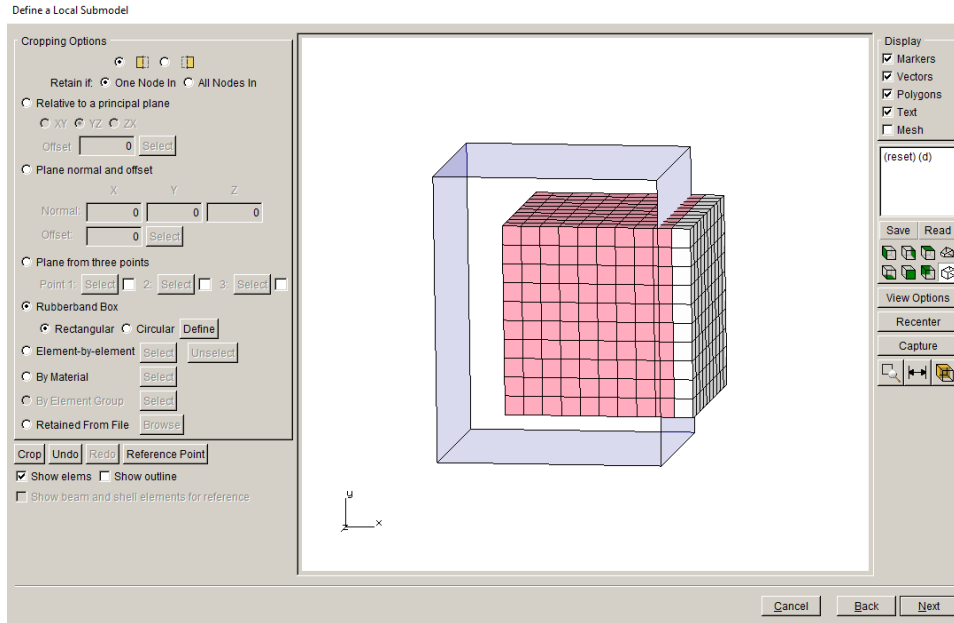 Define a Local Submodel
Cropping Options
Retain if: One Node In All Nodes In
Relative to a principal plane
XY YZ ZX
Offset 0 Select
Plane normal and offset
X Y Z
Normal: 0 0 0
Offset: 0 Select
Plane from three points
Point 1: Select 2: Select 3: Select
Rubberband Box
Rectangular Circular Define
Element-by-element Select Unselect
By Material Select
By Element Group Select
Retained From File Browse
Crop Undo Redo Reference Point
Show elems Show outline
Show beam and shell elements for reference
y
x
z
Display
Markers
Vectors
Polygons
Text
Mesh
(reset) (d)
Save Read
View Options
Recenter
Capture
Cancel Back Next